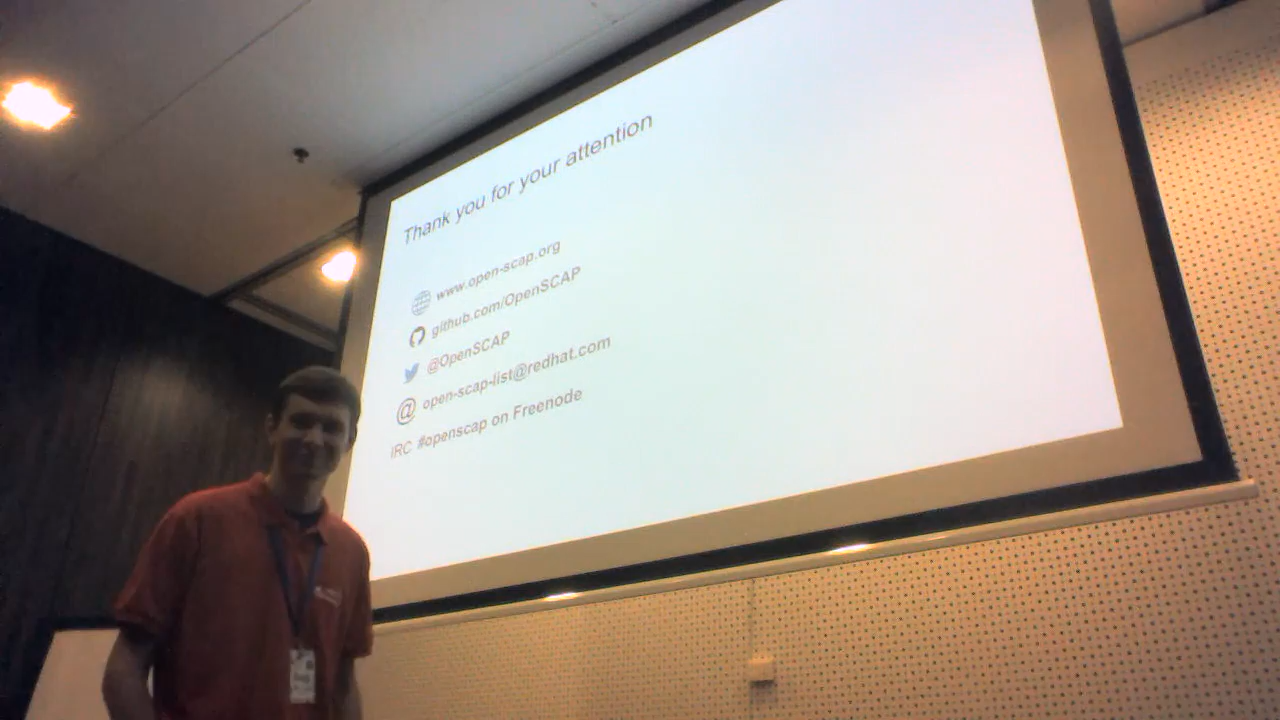 Thank you for your attention
www.open-scap.org
github.com/OpenSCAP
@OpenSCAP
@ open-scap-list@redhat.com
IRC #openscap on Freenode